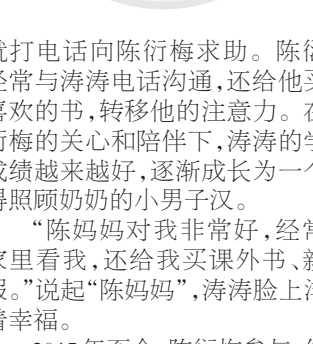 就打电话向陈衍梅求助。陈衍
经常与涛涛电话沟通,还给他买
喜欢的书,转移他的注意力。在
衍梅的关心和陪伴下,涛涛的学
成绩越来越好,逐渐成长为一个
得照顾奶奶的小男子汉。
“陈妈妈对我非常好,经常
家里看我,还给我买课外书、新
服。”说起“陈妈妈”,涛涛脸上洋
着幸福。